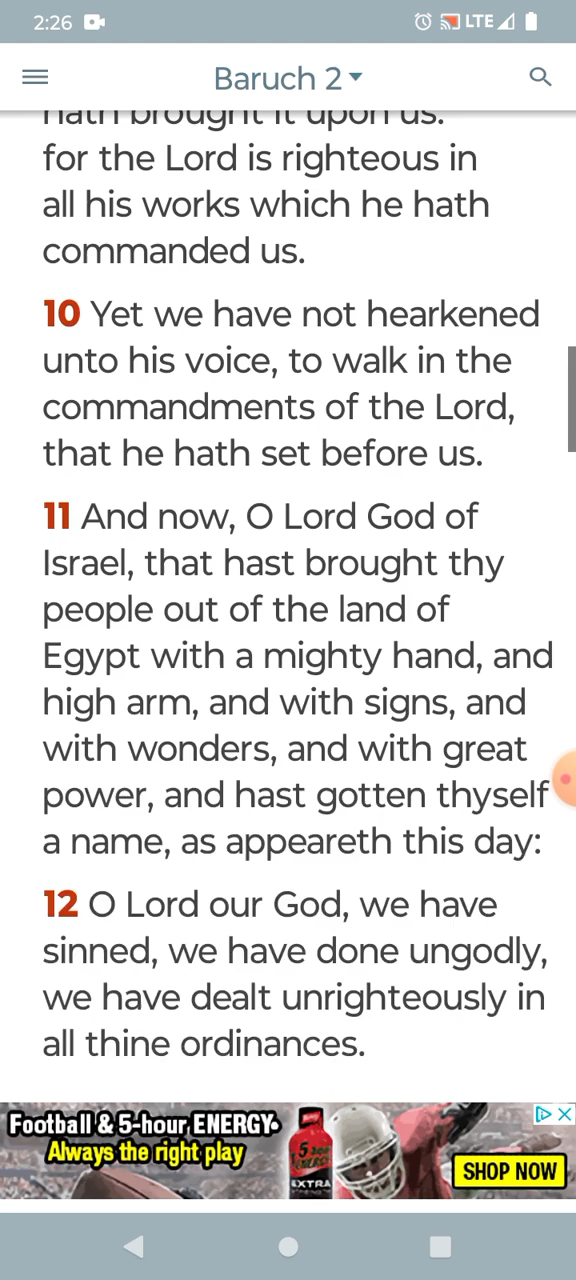 2:26
LTE
Baruch 2
hath brought it upon us.
for the Lord is righteous in
all his works which he hath
commanded us.
10 Yet we have not hearkened
unto his voice, to walk in the
commandments of the Lord,
that he hath set before us.
11 And now, O Lord God of
Israel, that hast brought thy
people out of the land of
Egypt with a mighty hand, and
high arm, and with signs, and
with wonders, and with great
power, and hast gotten thyself
a name, as appeareth this day:
12 O Lord our God, we have
sinned, we have done ungodly,
we have dealt unrighteously in
all thine ordinances.
Football & 5-hour ENERGY
Always the right play
EXTRA
SHOP NOW